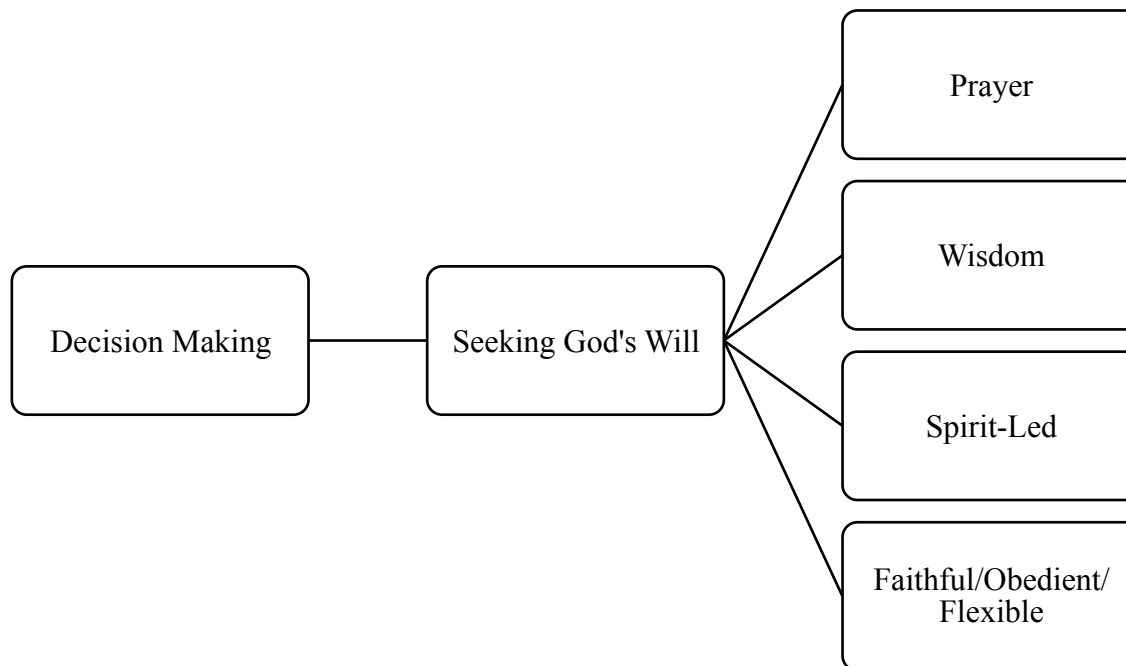 Decision Making
Seeking God's Will
Prayer
Wisdom
Spirit-Led
Faithful/Obedient/
Flexible